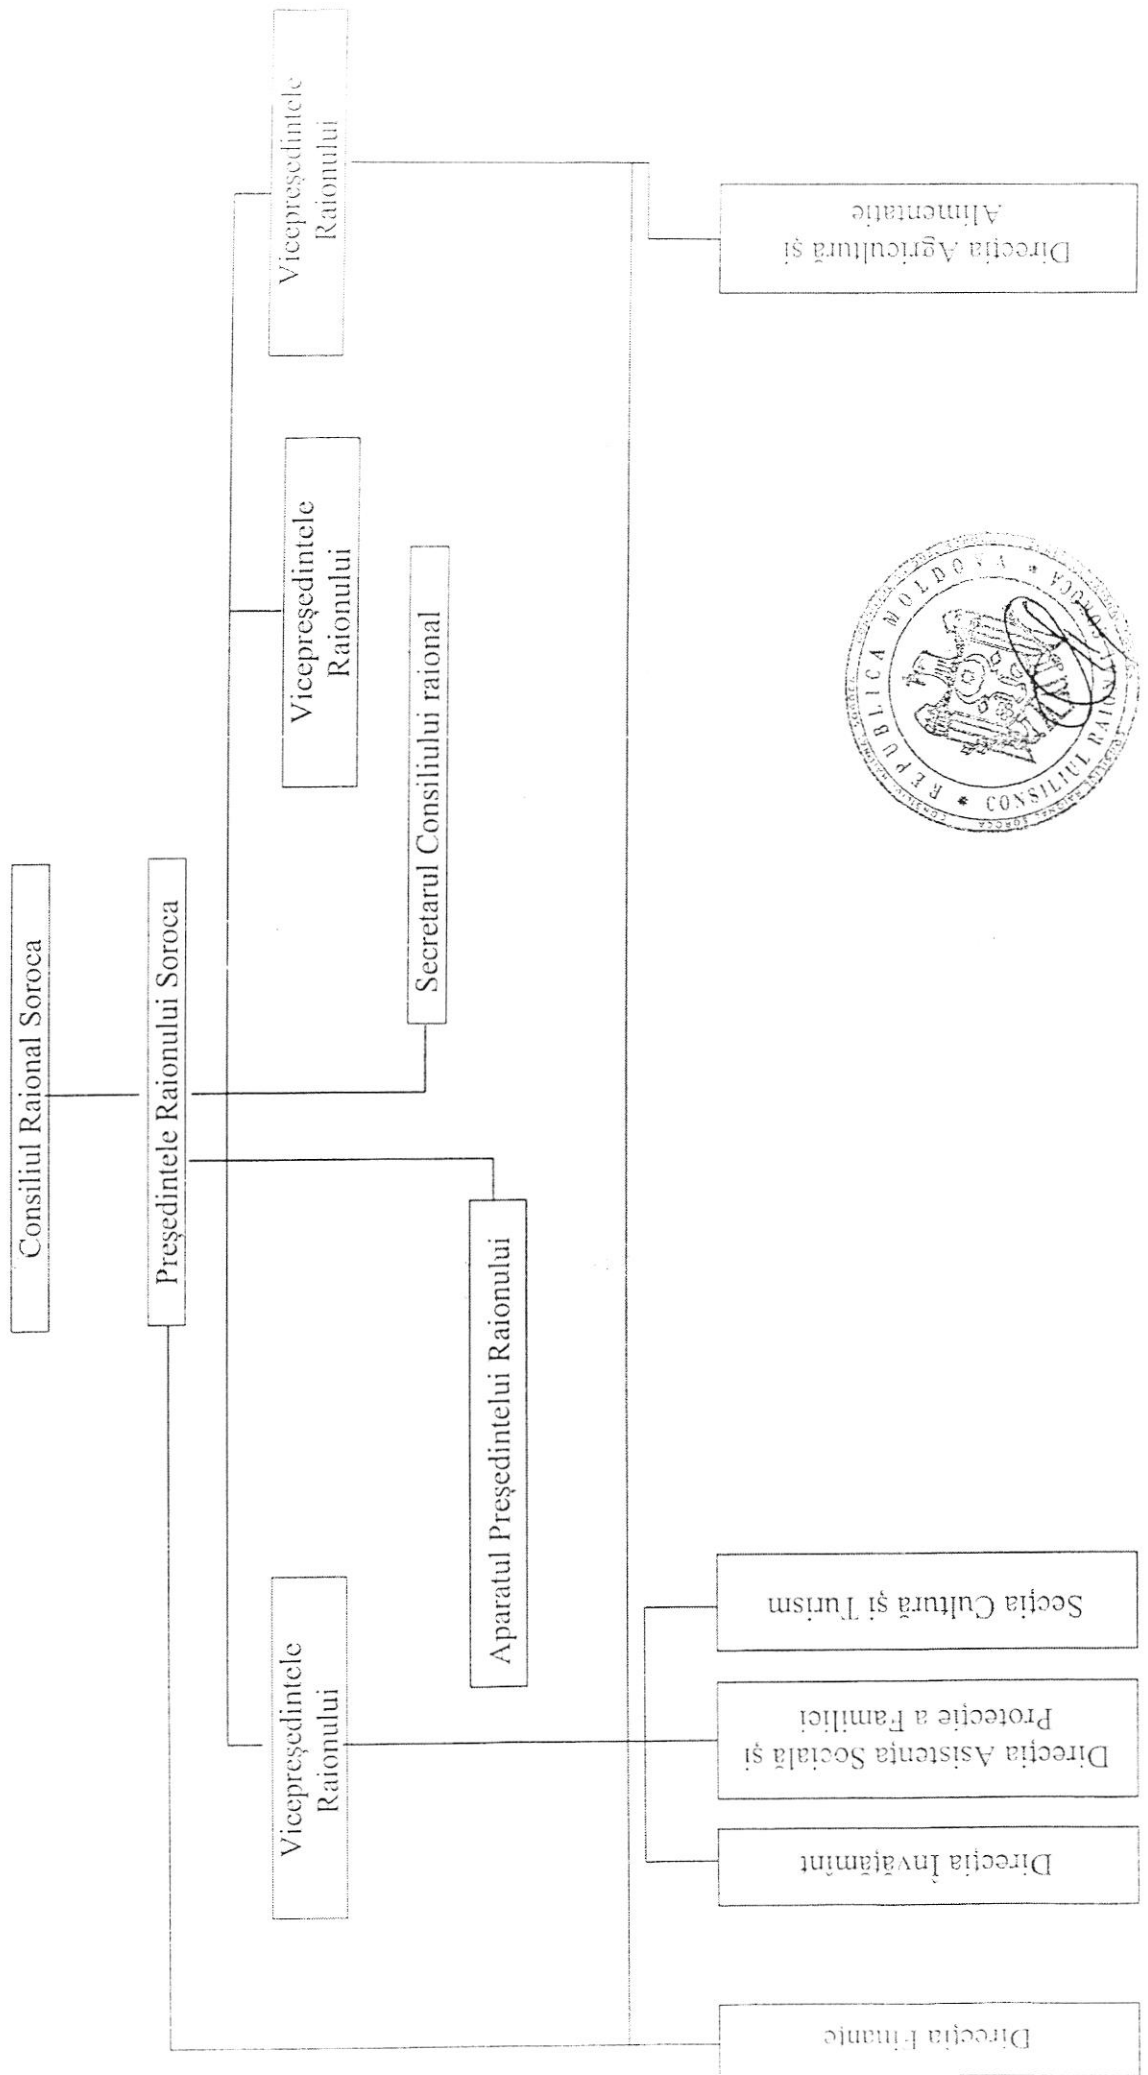 Consiliul Raional Soroca
Președintele Raionului Soroca
Vicepreședintele
Raionului
Vicepreședintele
Raionului
Vicepreședintele
Raionului
Secretarul Consiliului raional
Aparatul Președintelui Raionului
Direcția Finanțe
Direcția Învățămînt
Direcția Asistența Socială și
Protecție a Familiei
Secția Cultură și Turism
Direcția Agricultură și
Alimentatie
REPUBLICA MOLDOVA
CONSILIUL RAIONAL SOROCA